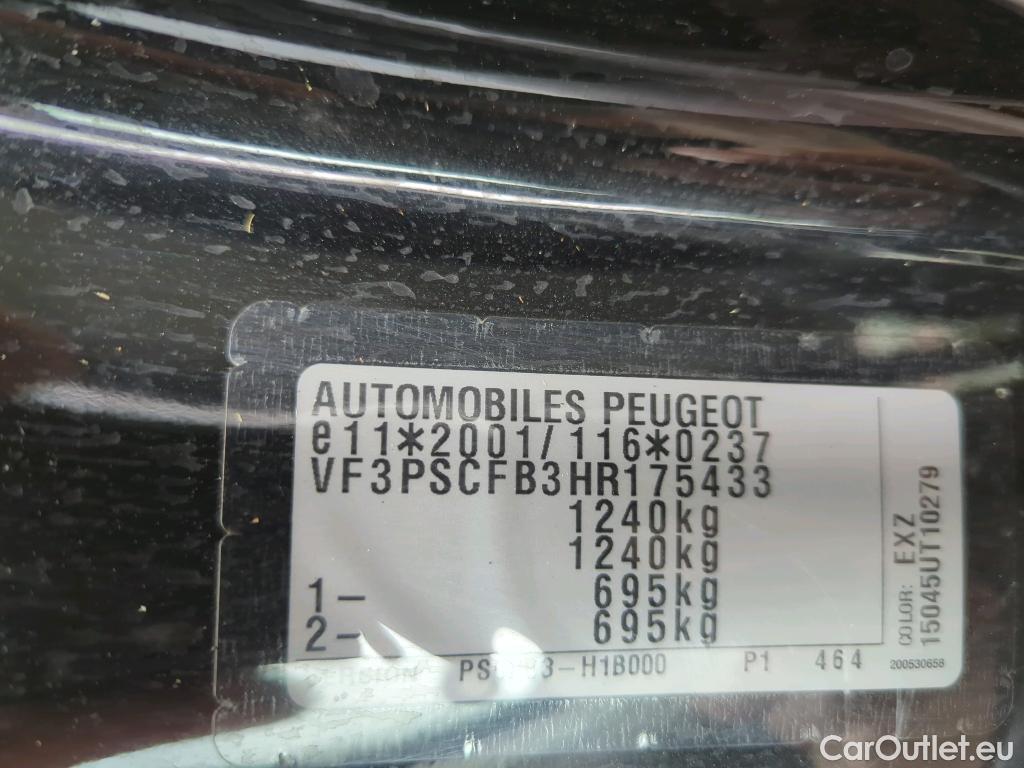 AUTOMOBILES PEUGEOT
e11*2001/116*0237
VF3PSCFB3HR175433
1240kg
1240kg
1- 695kg
2- 695kg
P1 464
COLOR: EXZ
15045UT10279
200530658
CarOutlet.eu